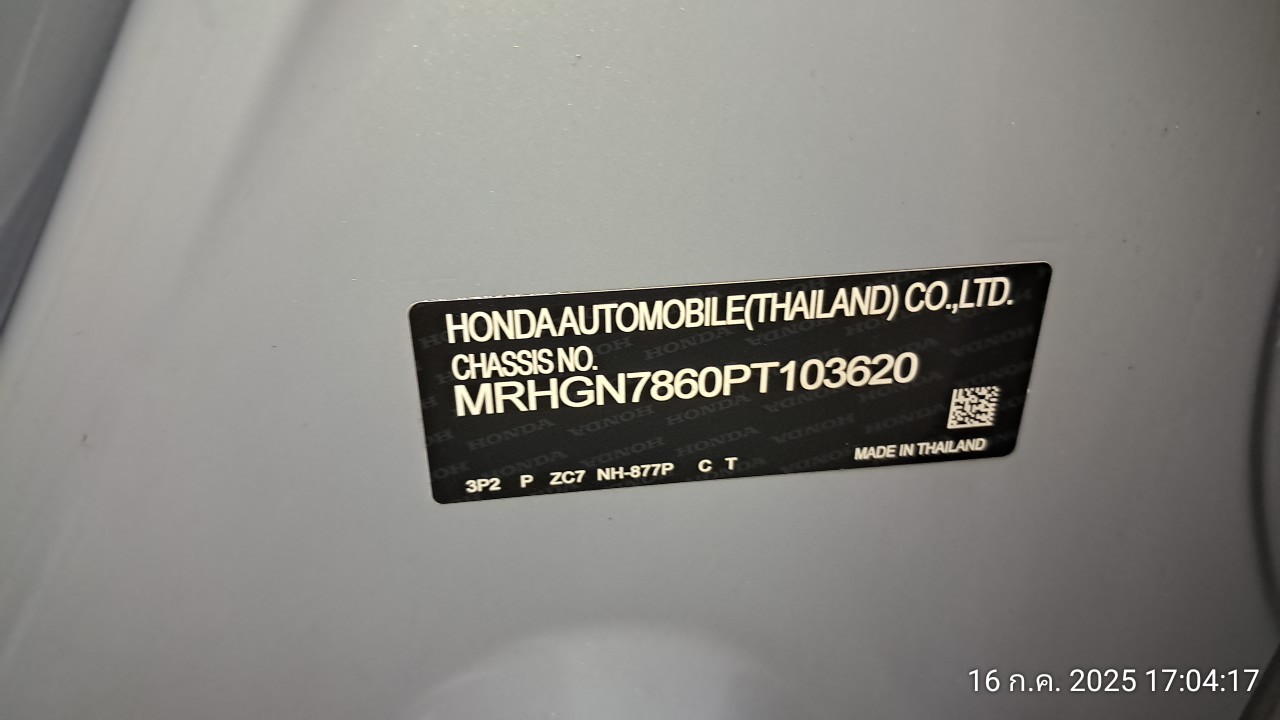 HONDA AUTOMOBILE(THAILAND) CO.,LTD.
CHASSIS NO.
MRHGN7860PT103620
3P2 P ZC7 NH-877P C T
MADE IN THAILAND
16 ก.ค. 2025 17:04:17